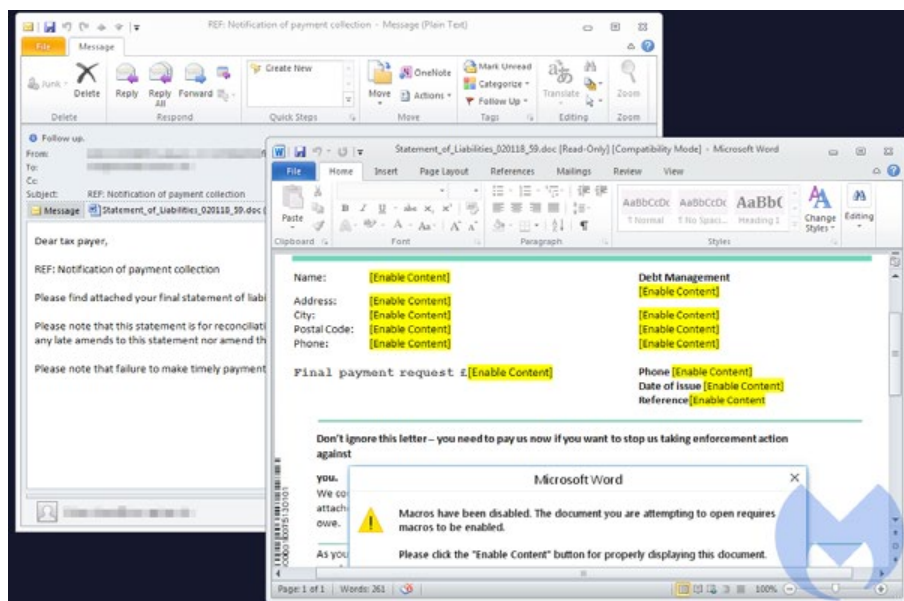 REF: Notification of payment collection - Message (Plain Text)
File Message
Junk
Delete
Reply
Reply All
Forward
Create New
Move
OneNote
Actions
Mark Unread
Categorize
Follow Up
Translate
Zoom
Delete Respond Quick Steps Move Tags Editing Zoom
Follow up.
From:
To:
Cc
Subject: REF: Notification of payment collection
Message Statement_of_Liabilities_020118_59.doc (
Dear tax payer,
REF: Notification of payment collection
Please find attached your final statement of liabi
Please note that this statement is for reconciliati
any late amends to this statement nor amend th
Please note that failure to make timely payment
Statement_of_Liabilities_020118_59.doc [Read-Only] [Compatibility Mode] - Microsoft Word
File Home Insert Page Layout References Mailings Review View
Paste
B I U abc x, x²
A Aa A A
AaBbCcDc AaBbCcDc AaBb(
¶ Normal ¶ No Spaci... Heading 1
Change Styles
Editing
Clipboard Font Paragraph Styles
Name: [Enable Content] Debt Management
[Enable Content]
Address: [Enable Content]
City: [Enable Content] [Enable Content]
Postal Code: [Enable Content] [Enable Content]
Phone: [Enable Content] [Enable Content]
Final payment request £[Enable Content] Phone [Enable Content]
Date of issue [Enable Content]
Reference[Enable Content
Don't ignore this letter – you need to pay us now if you want to stop us taking enforcement action
against
you.
We co
attach
owe.
As you
Microsoft Word
Macros have been disabled. The document you are attempting to open requires
macros to be enabled.
Please click the "Enable Content" button for properly displaying this document.
Page: 1 of 1 Words: 261 100%